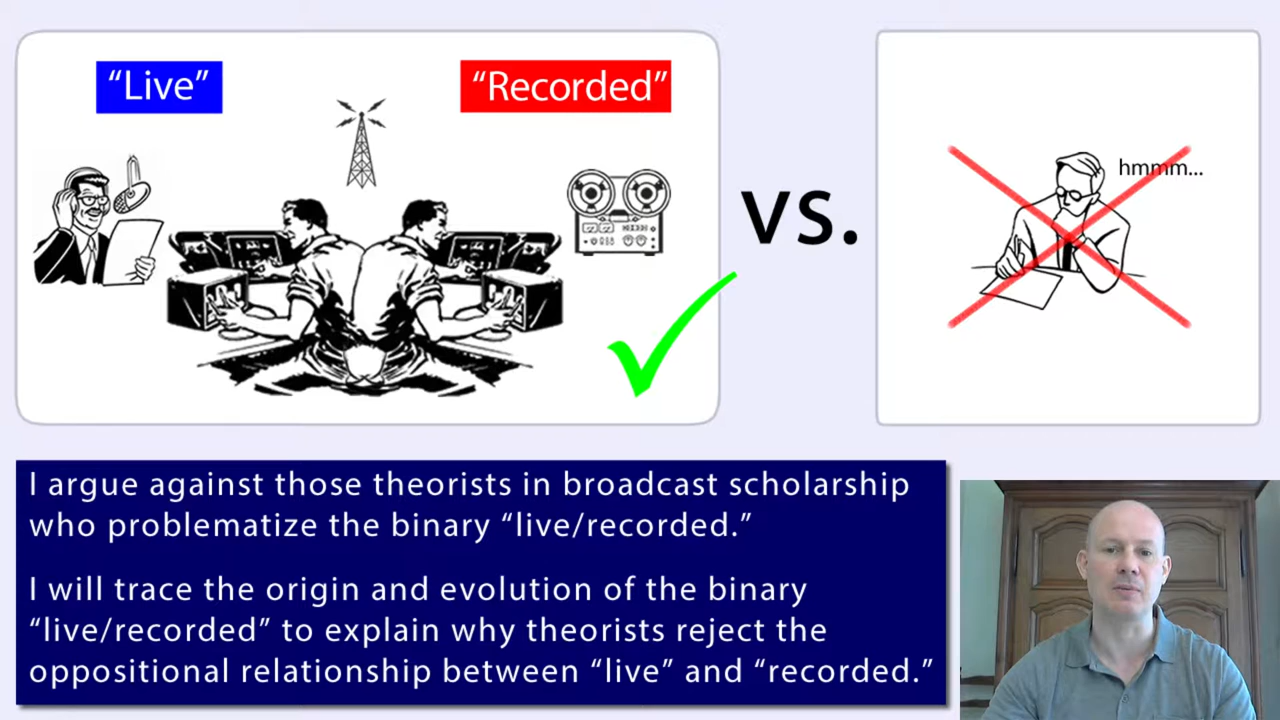 “Live”
“Recorded”
vs.
hmmm...
I argue against those theorists in broadcast scholarship
who problematize the binary “live/recorded.”
I will trace the origin and evolution of the binary
“live/recorded” to explain why theorists reject the
oppositional relationship between “live” and “recorded.”